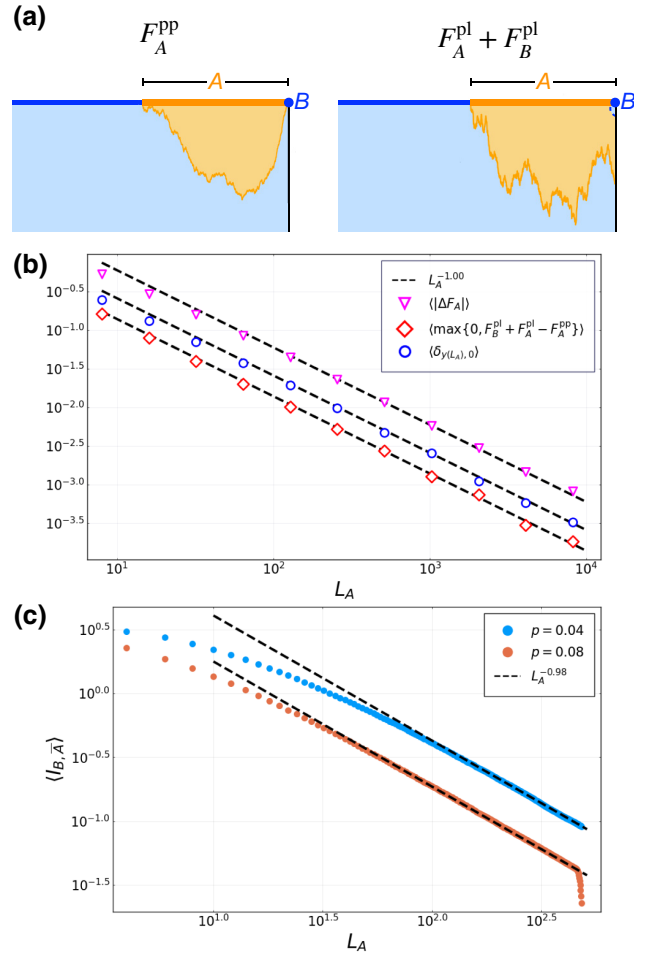 (a)
F_A^pp
F_A^pl + F_B^pl
A
B
A
B
(b)
10^−0.5
10^−1.0
10^−1.5
10^−2.0
10^−2.5
10^−3.0
10^−3.5
L_A^−1.00
⟨|ΔF_A|⟩
⟨max{0, F_B^pl + F_A^pl − F_A^pp}⟩
⟨δ_y(L_A),0⟩
10^1
10^2
10^3
10^4
L_A
(c)
10^0.5
10^0.0
10^−0.5
10^−1.0
10^−1.5
⟨I_B,A̅⟩
p = 0.04
p = 0.08
L_A^−0.98
10^1.0
10^1.5
10^2.0
10^2.5
L_A